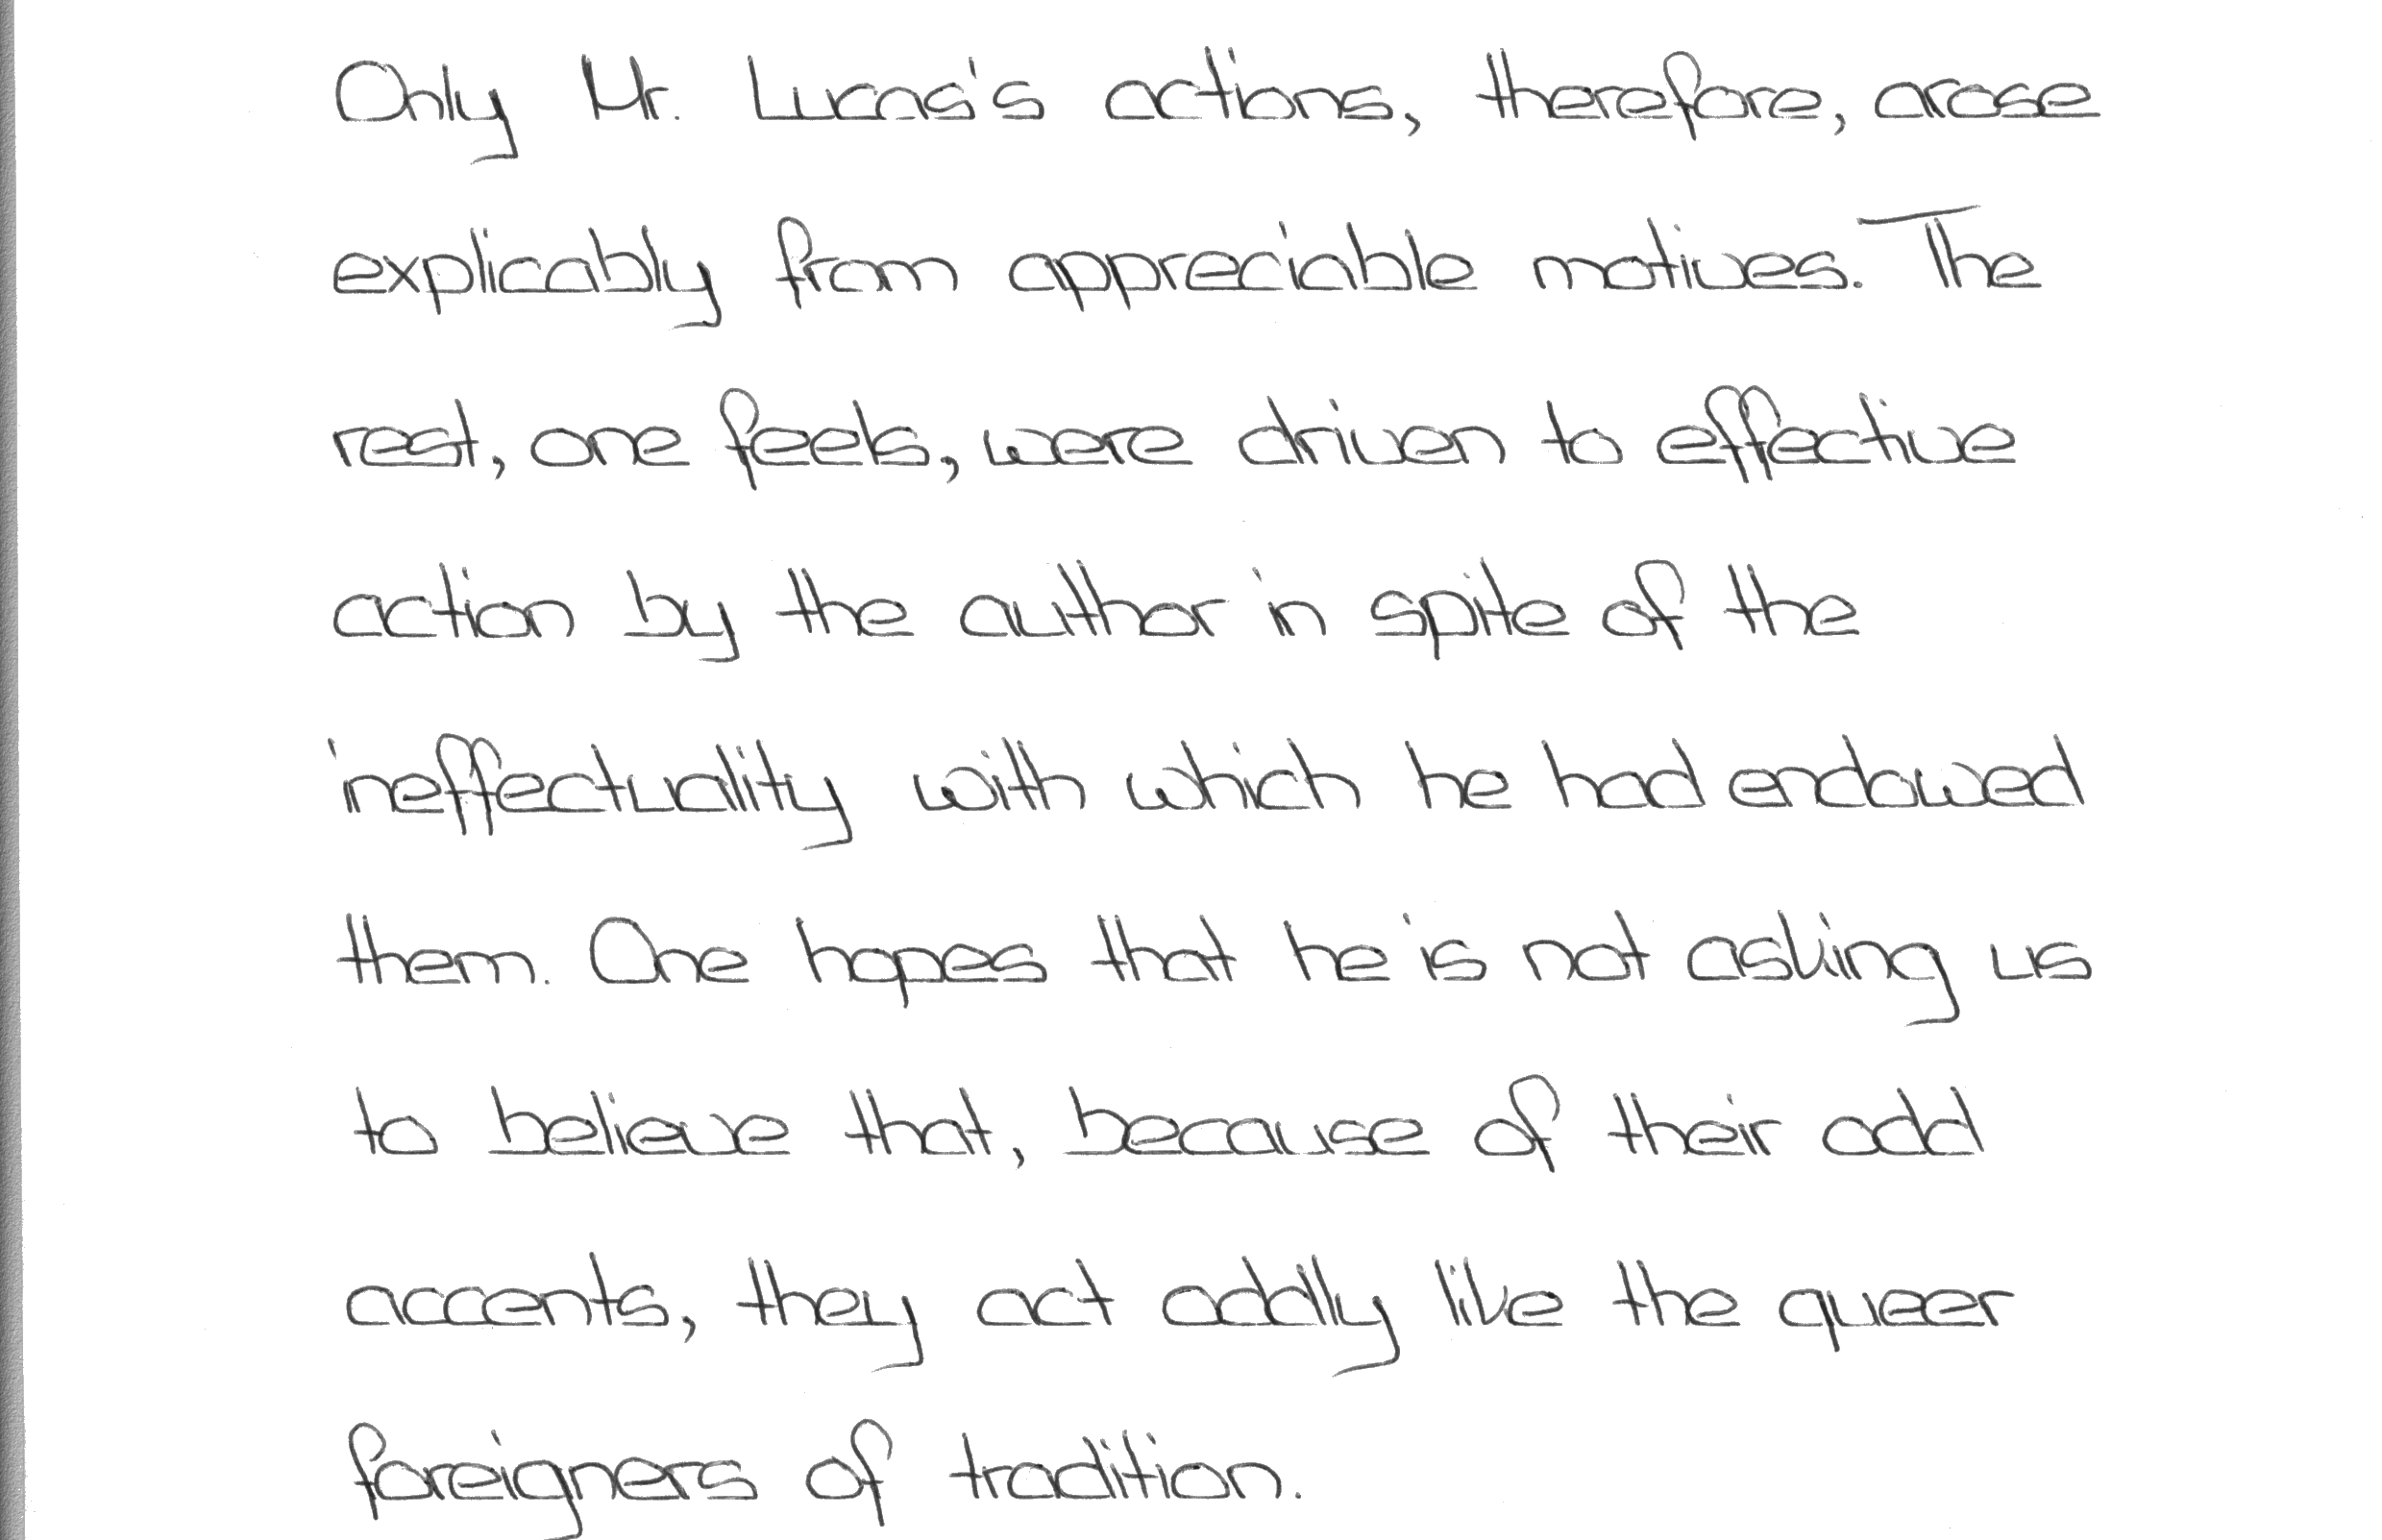 Only Mr. Lucas's actions, therefore, arose
explicably from appreciable motives. The
rest, one feels, were driven to effective
action by the author in spite of the
ineffectuality with which he had endowed
them. One hopes that he is not asking us
to believe that, because of their odd
accents, they act oddly like the queer
foreigners of tradition.